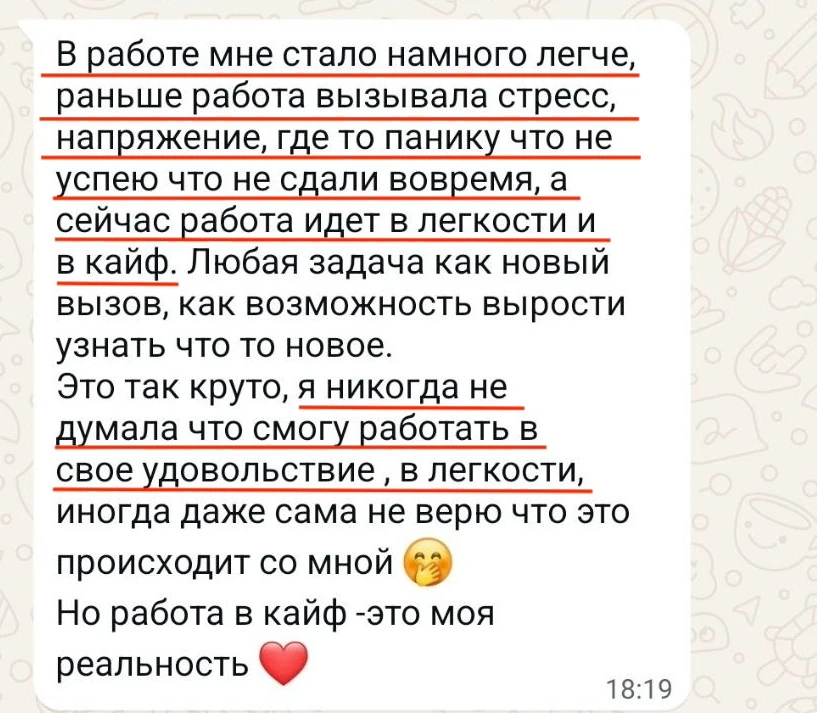 В работе мне стало намного легче,
раньше работа вызывала стресс,
напряжение, где то панику что не
успею что не сдали вовремя, а
сейчас работа идет в легкости и
в кайф. Любая задача как новый
вызов, как возможность вырости
узнать что то новое.
Это так круто, я никогда не
думала что смогу работать в
свое удовольствие , в легкости,
иногда даже сама не верю что это
происходит со мной 🤭
Но работа в кайф -это моя
реальность ❤️
18:19